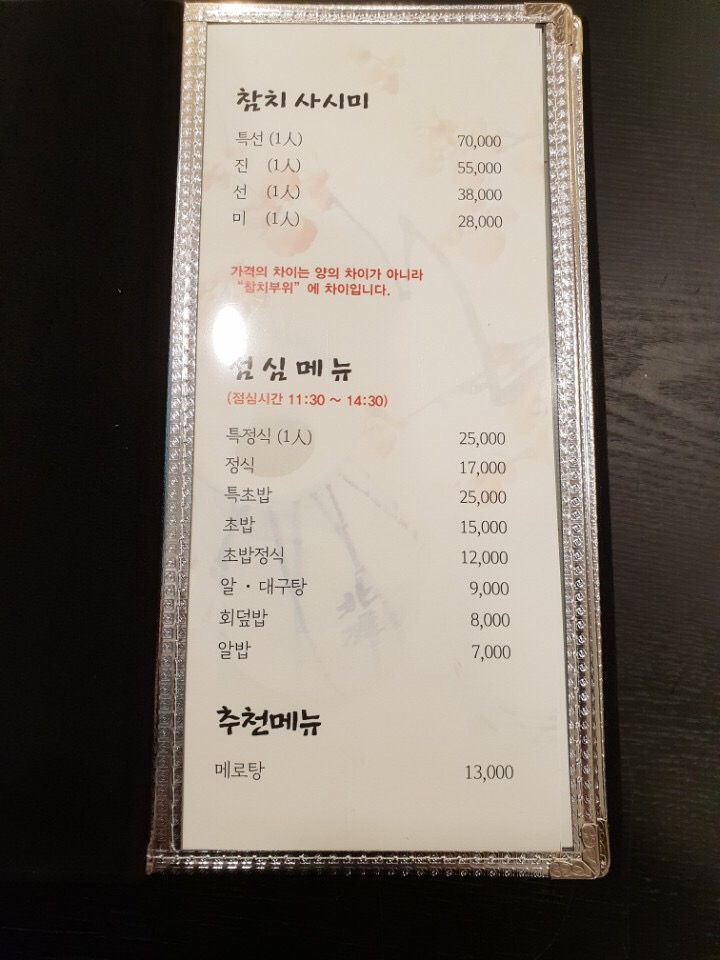 참치 사시미
특선 (1人) 70,000
진 (1人) 55,000
선 (1人) 38,000
미 (1人) 28,000
가격의 차이는 양의 차이가 아니라
"참치부위" 에 차이입니다.
점심메뉴
(점심시간 11:30 ~ 14:30)
특정식 (1人) 25,000
정식 17,000
특초밥 25,000
초밥 15,000
초밥정식 12,000
알 · 대구탕 9,000
회덮밥 8,000
알밥 7,000
추천메뉴
메로탕 13,000